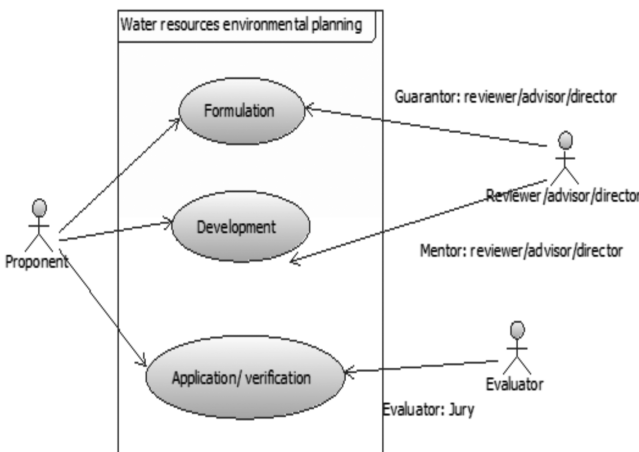 Water resources environmental planning
Formulation
Guarantor: reviewer/advisor/director
Reviewer/advisor/director
Development
Proponent
Mentor: reviewer/advisor/director
Application/ verification
Evaluator
Evaluator: Jury